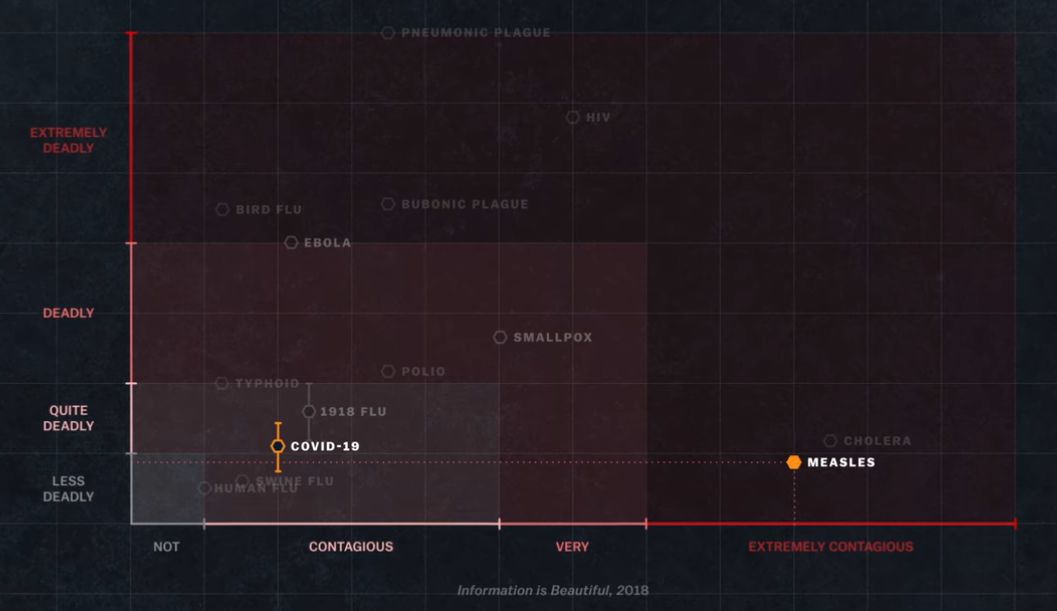 PNEUMONIC PLAGUE
HIV
EXTREMELY
DEADLY
BUBONIC PLAGUE
BIRD FLU
EBOLA
DEADLY
SMALLPOX
POLIO
TYPHOID
1918 FLU
QUITE
DEADLY
COVID-19
CHOLERA
MEASLES
LESS
DEADLY
SWINE FLU
HUMAN FLU
NOT
CONTAGIOUS
VERY
EXTREMELY CONTAGIOUS
Information is Beautiful, 2018